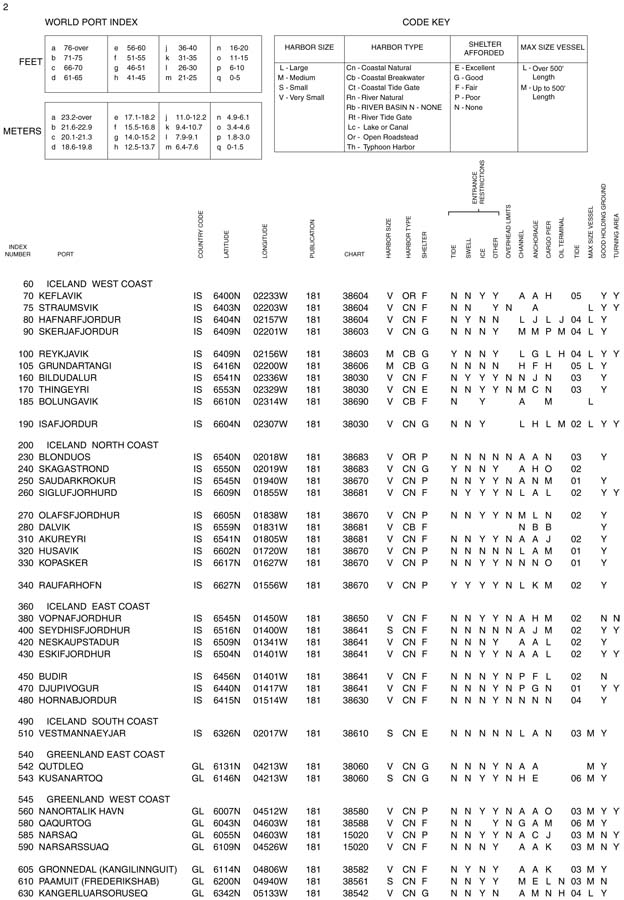 2
WORLD PORT INDEX
CODE KEY
FEET
a 76-over e 56-60 j 36-40 n 16-20
b 71-75 f 51-55 k 31-35 o 11-15
c 66-70 g 46-51 l 26-30 p 6-10
d 61-65 h 41-45 m 21-25 q 0-5
METERS
a 23.2-over e 17.1-18.2 j 11.0-12.2 n 4.9-6.1
b 21.6-22.9 f 15.5-16.8 k 9.4-10.7 o 3.4-4.6
c 20.1-21.3 g 14.0-15.2 l 7.9-9.1 p 1.8-3.0
d 18.6-19.8 h 12.5-13.7 m 6.4-7.6 q 0-1.5
HARBOR SIZE
L - Large
M - Medium
S - Small
V - Very Small
HARBOR TYPE
Cn - Coastal Natural
Cb - Coastal Breakwater
Ct - Coastal Tide Gate
Rn - River Natural
Rb - RIVER BASIN N - NONE
Rt - River Tide Gate
Lc - Lake or Canal
Or - Open Roadstead
Th - Typhoon Harbor
SHELTER
AFFORDED
E - Excellent
G - Good
F - Fair
P - Poor
N - None
MAX SIZE VESSEL
L - Over 500'
Length
M - Up to 500'
Length
INDEX
NUMBER
PORT
COUNTRY CODE
LATITUDE
LONGITUDE
PUBLICATION
CHART
HARBOR SIZE
HARBOR TYPE
SHELTER
ENTRANCE
RESTRICTIONS
TIDE
SWELL
ICE
OTHER
OVERHEAD LIMITS
CHANNEL
ANCHORAGE
CARGO PIER
OIL TERMINAL
TIDE
MAX SIZE VESSEL
GOOD HOLDING GROUND
TURNING AREA
60 ICELAND WEST COAST
70 KEFLAVIK IS 6400N 02233W 181 38604 V OR F N N Y Y A A H 05 Y Y
75 STRAUMSVIK IS 6403N 02203W 181 38604 V CN F N N Y N A L Y Y
80 HAFNARFJORDUR IS 6404N 02157W 181 38604 V CN F N Y N N L J L J 04 L Y
90 SKERJAFJORDUR IS 6409N 02201W 181 38603 V CN G N N N Y M M P M 04 L Y
100 REYKJAVIK IS 6409N 02156W 181 38603 M CB G Y N N Y L G L H 04 L Y Y
105 GRUNDARTANGI IS 6416N 02200W 181 38606 M CB G N N N N H F H 05 L Y
160 BILDUDALUR IS 6541N 02336W 181 38030 V CN F N Y Y Y N N J N 03 Y
170 THINGEYRI IS 6553N 02329W 181 38030 V CN E N N Y Y N M C N 03 Y
185 BOLUNGAVIK IS 6610N 02314W 181 38690 V CB F N Y A M L
190 ISAFJORDUR IS 6604N 02307W 181 38030 V CN G N N Y L H L M 02 L Y Y
200 ICELAND NORTH COAST
230 BLONDUOS IS 6540N 02018W 181 38683 V OR P N N N N N A A N 03 Y
240 SKAGASTROND IS 6550N 02019W 181 38683 V CN G Y N N Y A H O 02
250 SAUDARKROKUR IS 6545N 01940W 181 38670 V CN P N N Y Y N A N M 01 Y
260 SIGLUFJORHURD IS 6609N 01855W 181 38681 V CN F N Y Y Y N L A L 02 Y Y
270 OLAFSFJORDHUR IS 6605N 01838W 181 38670 V CN P N N Y Y N M L N 02 Y
280 DALVIK IS 6559N 01831W 181 38681 V CB F N B B Y
310 AKUREYRI IS 6541N 01805W 181 38681 V CN F N N Y Y N A A J 02 Y
320 HUSAVIK IS 6602N 01720W 181 38670 V CN P N N N N N L A M 01 Y
330 KOPASKER IS 6617N 01627W 181 38670 V CN P N N Y Y N N N O 01 Y
340 RAUFARHOFN IS 6627N 01556W 181 38670 V CN P Y Y Y Y N L K M 02 Y
360 ICELAND EAST COAST
380 VOPNAFJORDHUR IS 6545N 01450W 181 38650 V CN F N N Y Y N A H M 02 N N
400 SEYDHISFJORDHUR IS 6516N 01400W 181 38641 S CN F N N N N N A J M 02 Y Y
420 NESKAUPSTADUR IS 6509N 01341W 181 38641 V CN F N N N Y A A L 02 Y
430 ESKIFJORDHUR IS 6504N 01401W 181 38641 V CN F N N Y Y N A A L 02 Y Y
450 BUDIR IS 6456N 01401W 181 38641 V CN F N N N Y N P F L 02 N
470 DJUPIVOGUR IS 6440N 01417W 181 38641 V CN F N N N Y N P G N 01 Y Y
480 HORNABJORDUR IS 6415N 01514W 181 38630 V CN F N N N Y N N N N 04 Y
490 ICELAND SOUTH COAST
510 VESTMANNAEYJAR IS 6326N 02017W 181 38610 S CN E N N N N N L A N 03 M Y
540 GREENLAND EAST COAST
542 QUTDLEQ GL 6131N 04213W 181 38060 V CN G N N N Y N A A M Y
543 KUSANARTOQ GL 6146N 04213W 181 38060 S CN G N N Y Y N H E 06 M Y
545 GREENLAND WEST COAST
560 NANORTALIK HAVN GL 6007N 04512W 181 38580 V CN P N N Y Y N A A O 03 M Y Y
580 QAQURTOG GL 6043N 04603W 181 38588 V CN F N N Y N G A M 06 M Y
585 NARSAQ GL 6055N 04603W 181 15020 V CN P N N Y Y N A C J 03 M N Y
590 NARSARSSUAQ GL 6109N 04526W 181 15020 V CN F N N N Y A A K 03 M N Y
605 GRONNEDAL (KANGILINNGUIT) GL 6114N 04806W 181 38582 V CN F N Y N Y A A K 03 M Y
610 PAAMUIT (FREDERIKSHAB) GL 6200N 04940W 181 38561 S CN F N N Y Y M E L N 03 M N
630 KANGERLUARSORUSEQ GL 6342N 05133W 181 38542 V CN G N N Y N A M N H 04 L Y